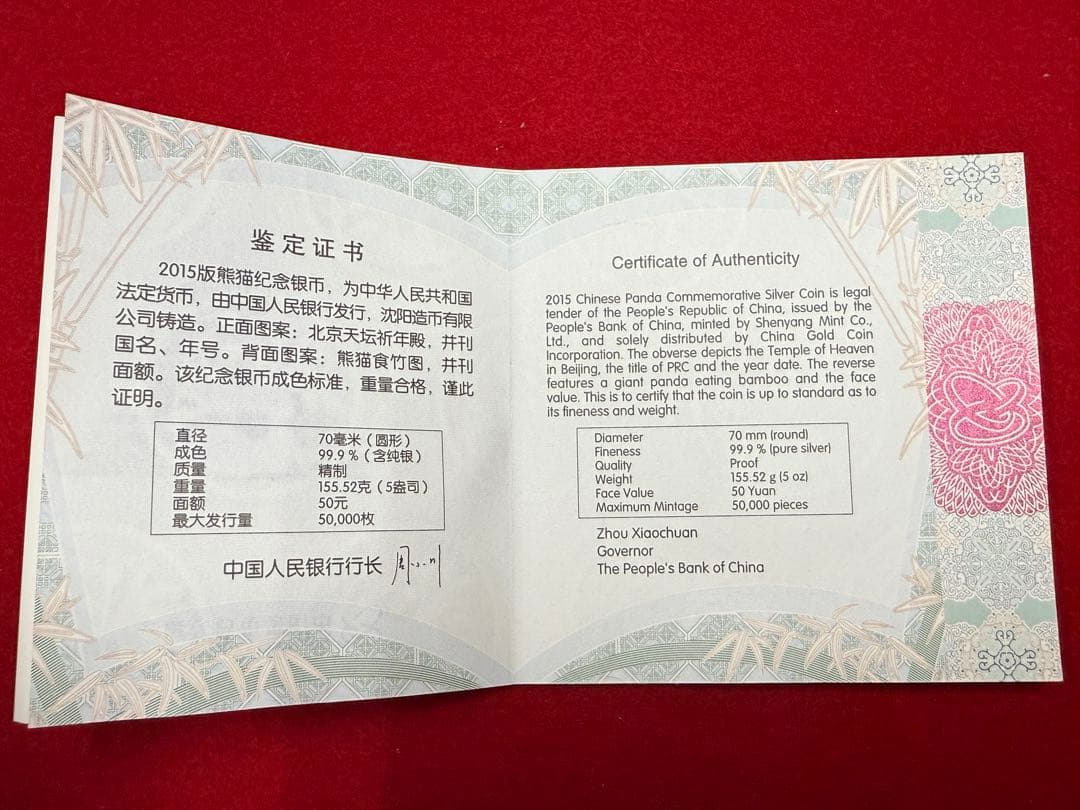 鉴定证书
2015版熊猫纪念银币，为中华人民共和国
法定货币，由中国人民银行发行，沈阳造币有限
公司铸造。正面图案：北京天坛祈年殿，并刊
国名、年号。背面图案：熊猫食竹图，并刊
面额。该纪念银币成色标准，重量合格，谨此
证明。
直径 70毫米（圆形）
成色 99.9 %（含纯银）
质量 精制
重量 155.52克（5盎司）
面额 50元
最大发行量 50,000枚
中国人民银行行长 周小川
Certificate of Authenticity
2015 Chinese Panda Commemorative Silver Coin is legal
tender of the People's Republic of China, issued by the
People's Bank of China, minted by Shenyang Mint Co.,
Ltd., and solely distributed by China Gold Coin
Incorporation. The obverse depicts the Temple of Heaven
in Beijing, the title of PRC and the year date. The reverse
features a giant panda eating bamboo and the face
value. This is to certify that the coin is up to standard as to
its fineness and weight.
Diameter 70 mm (round)
Fineness 99.9 % (pure silver)
Quality Proof
Weight 155.52 g (5 oz)
Face Value 50 Yuan
Maximum Mintage 50,000 pieces
Zhou Xiaochuan
Governor
The People's Bank of China